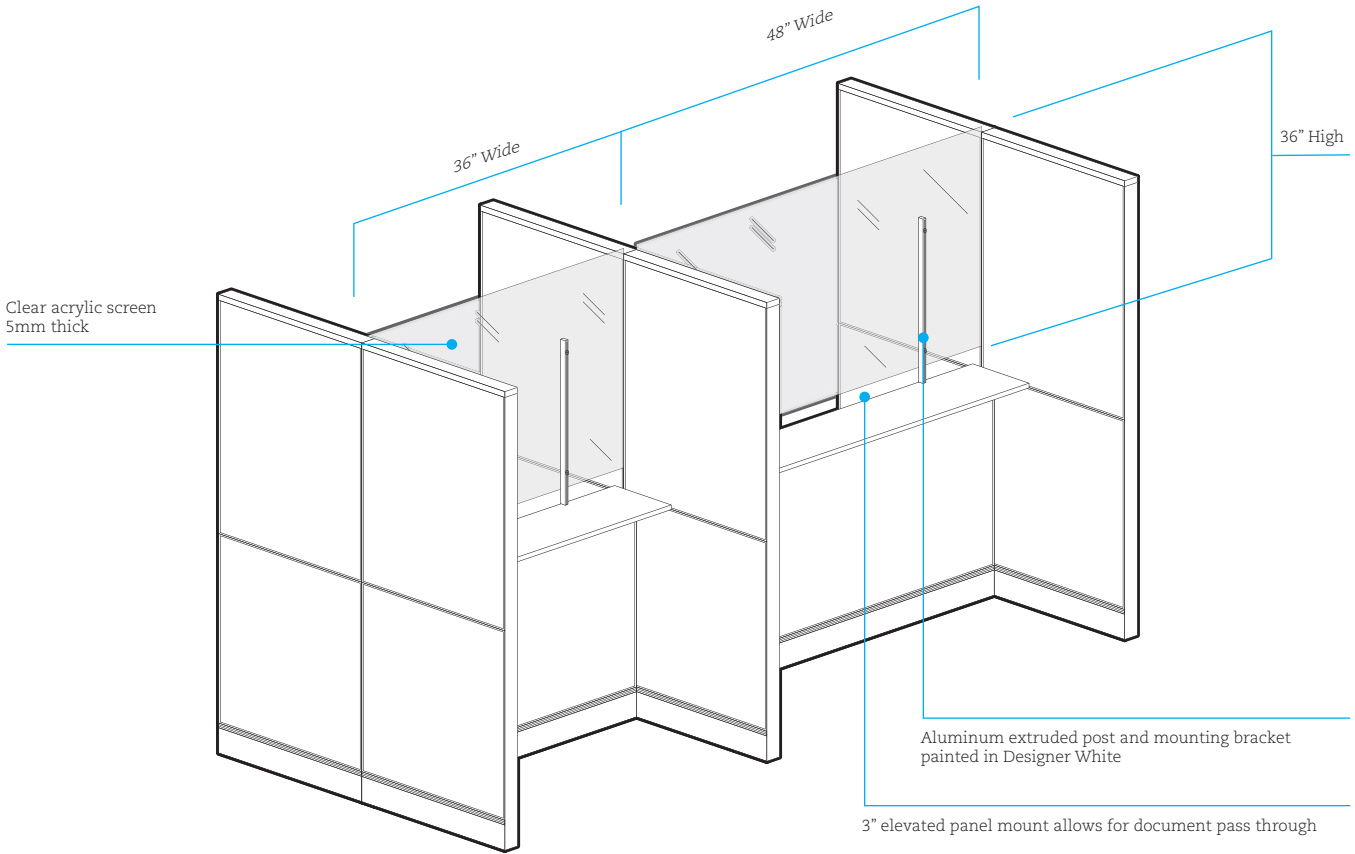 48” Wide
36” Wide
36” High
Clear acrylic screen
5mm thick
Aluminum extruded post and mounting bracket
painted in Designer White
3” elevated panel mount allows for document pass through